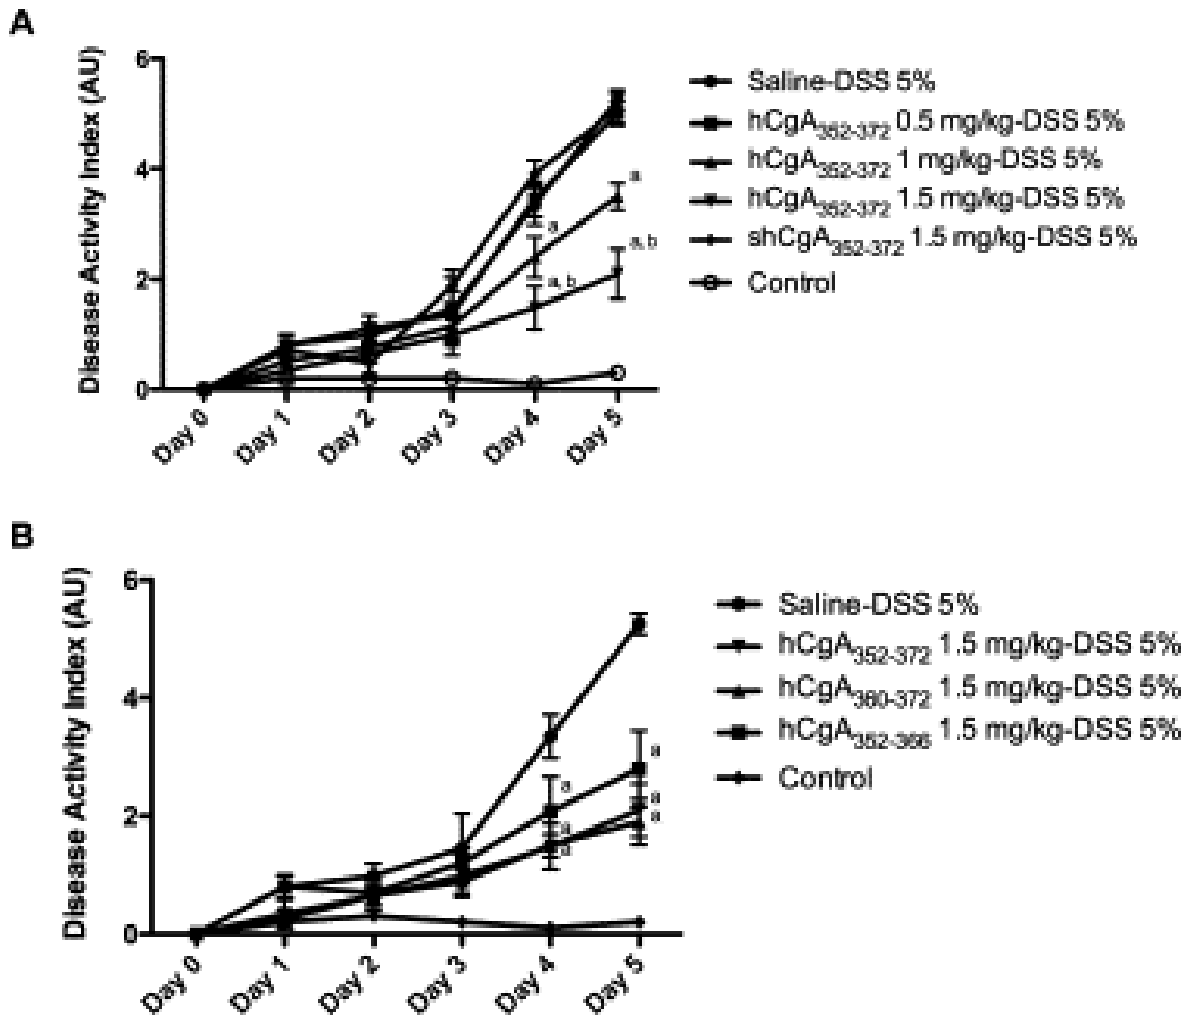 A
Disease Activity Index (AU)
6
4
2
0
Day 0
Day 1
Day 2
Day 3
Day 4
Day 5
a
a,b
a
a,b
Saline-DSS 5%
hCgA352-372 0.5 mg/kg-DSS 5%
hCgA352-372 1 mg/kg-DSS 5%
hCgA352-372 1.5 mg/kg-DSS 5%
shCgA352-372 1.5 mg/kg-DSS 5%
Control
B
Disease Activity Index (AU)
6
4
2
0
Day 0
Day 1
Day 2
Day 3
Day 4
Day 5
a
a
a
a
a
a
Saline-DSS 5%
hCgA352-372 1.5 mg/kg-DSS 5%
hCgA360-372 1.5 mg/kg-DSS 5%
hCgA352-366 1.5 mg/kg-DSS 5%
Control